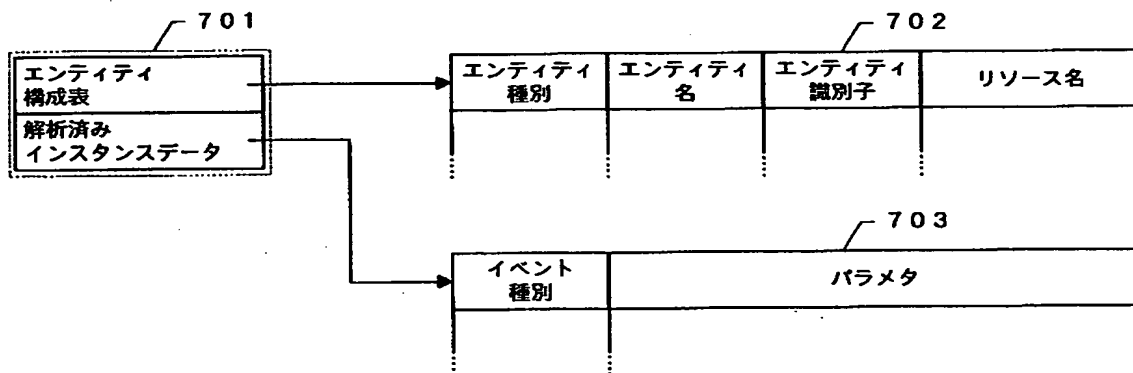 701
エンティティ
構成表
解析済み
インスタンスデータ
702
エンティティ
種別
エンティティ
名
エンティティ
識別子
リソース名
703
イベント
種別
パラメタ